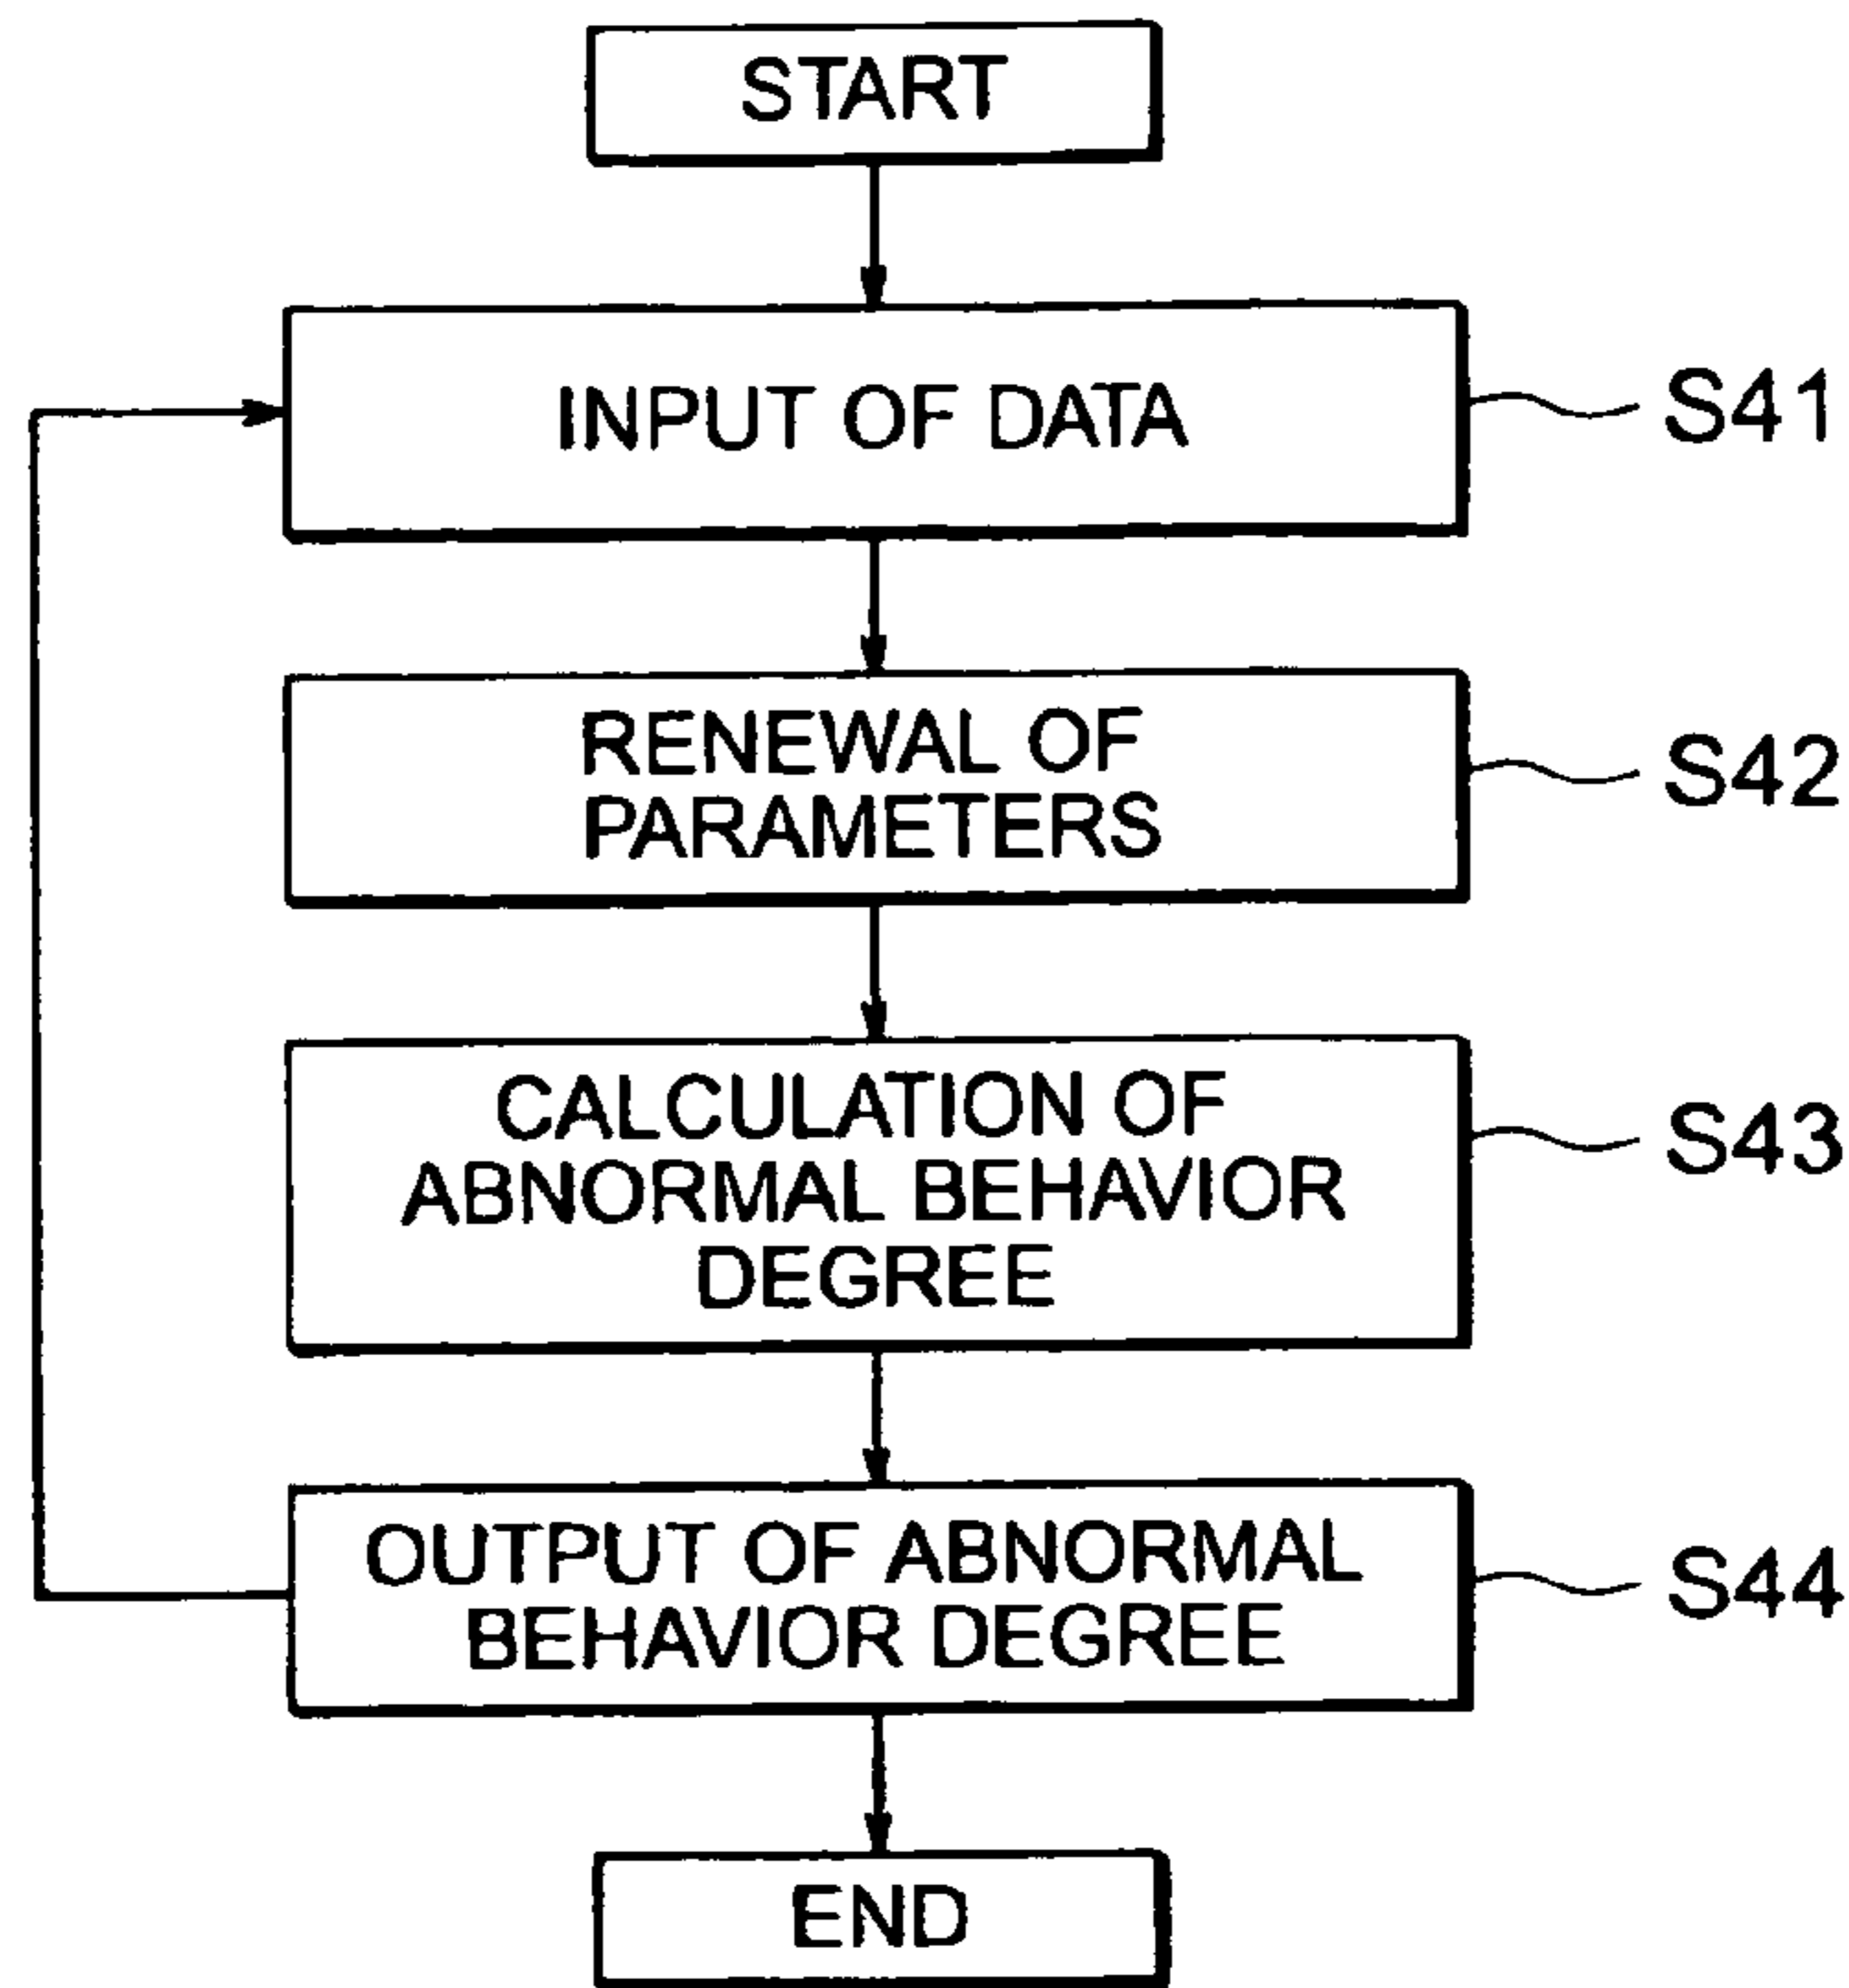 START
INPUT OF DATA
S41
RENEWAL OF
PARAMETERS
S42
CALCULATION OF
ABNORMAL BEHAVIOR
DEGREE
S43
OUTPUT OF ABNORMAL
BEHAVIOR DEGREE
S44
END